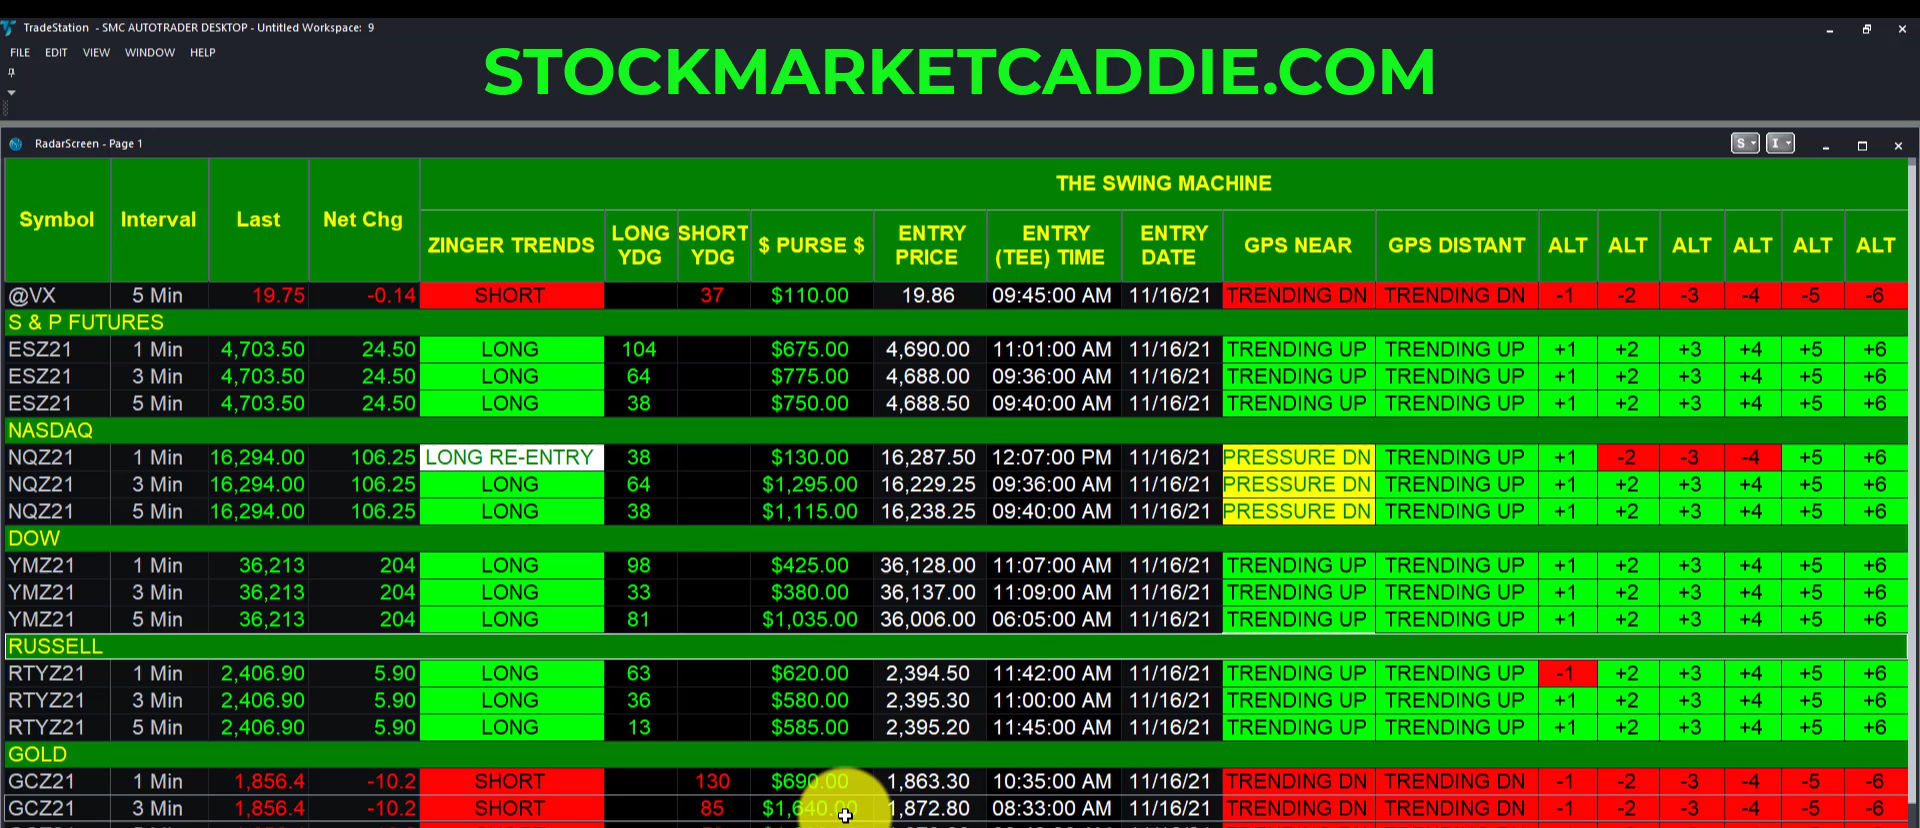 TradeStation - SMC AUTOTRADER DESKTOP - Untitled Workspace: 9
FILE EDIT VIEW WINDOW HELP
STOCKMARKETCADDIE.COM
RadarScreen - Page 1
S I
THE SWING MACHINE
Symbol Interval Last Net Chg ZINGER TRENDS LONG YDG SHORT YDG $ PURSE $ ENTRY PRICE ENTRY (TEE) TIME ENTRY DATE GPS NEAR GPS DISTANT ALT ALT ALT ALT ALT ALT
@VX 5 Min 19.75 -0.14 SHORT 37 $110.00 19.86 09:45:00 AM 11/16/21 TRENDING DN TRENDING DN -1 -2 -3 -4 -5 -6
S & P FUTURES
ESZ21 1 Min 4,703.50 24.50 LONG 104 $675.00 4,690.00 11:01:00 AM 11/16/21 TRENDING UP TRENDING UP +1 +2 +3 +4 +5 +6
ESZ21 3 Min 4,703.50 24.50 LONG 64 $775.00 4,688.00 09:36:00 AM 11/16/21 TRENDING UP TRENDING UP +1 +2 +3 +4 +5 +6
ESZ21 5 Min 4,703.50 24.50 LONG 38 $750.00 4,688.50 09:40:00 AM 11/16/21 TRENDING UP TRENDING UP +1 +2 +3 +4 +5 +6
NASDAQ
NQZ21 1 Min 16,294.00 106.25 LONG RE-ENTRY 38 $130.00 16,287.50 12:07:00 PM 11/16/21 PRESSURE DN TRENDING UP +1 -2 -3 -4 +5 +6
NQZ21 3 Min 16,294.00 106.25 LONG 64 $1,295.00 16,229.25 09:36:00 AM 11/16/21 PRESSURE DN TRENDING UP +1 +2 +3 +4 +5 +6
NQZ21 5 Min 16,294.00 106.25 LONG 38 $1,115.00 16,238.25 09:40:00 AM 11/16/21 PRESSURE DN TRENDING UP +1 +2 +3 +4 +5 +6
DOW
YMZ21 1 Min 36,213 204 LONG 98 $425.00 36,128.00 11:07:00 AM 11/16/21 TRENDING UP TRENDING UP +1 +2 +3 +4 +5 +6
YMZ21 3 Min 36,213 204 LONG 33 $380.00 36,137.00 11:09:00 AM 11/16/21 TRENDING UP TRENDING UP +1 +2 +3 +4 +5 +6
YMZ21 5 Min 36,213 204 LONG 81 $1,035.00 36,006.00 06:05:00 AM 11/16/21 TRENDING UP TRENDING UP +1 +2 +3 +4 +5 +6
RUSSELL
RTYZ21 1 Min 2,406.90 5.90 LONG 63 $620.00 2,394.50 11:42:00 AM 11/16/21 TRENDING UP TRENDING UP -1 +2 +3 +4 +5 +6
RTYZ21 3 Min 2,406.90 5.90 LONG 36 $580.00 2,395.30 11:00:00 AM 11/16/21 TRENDING UP TRENDING UP +1 +2 +3 +4 +5 +6
RTYZ21 5 Min 2,406.90 5.90 LONG 13 $585.00 2,395.20 11:45:00 AM 11/16/21 TRENDING UP TRENDING UP +1 +2 +3 +4 +5 +6
GOLD
GCZ21 1 Min 1,856.4 -10.2 SHORT 130 $690.00 1,863.30 10:35:00 AM 11/16/21 TRENDING DN TRENDING DN -1 -2 -3 -4 -5 -6
GCZ21 3 Min 1,856.4 -10.2 SHORT 85 $1,640.00 1,872.80 08:33:00 AM 11/16/21 TRENDING DN TRENDING DN -1 -2 -3 -4 -5 -6